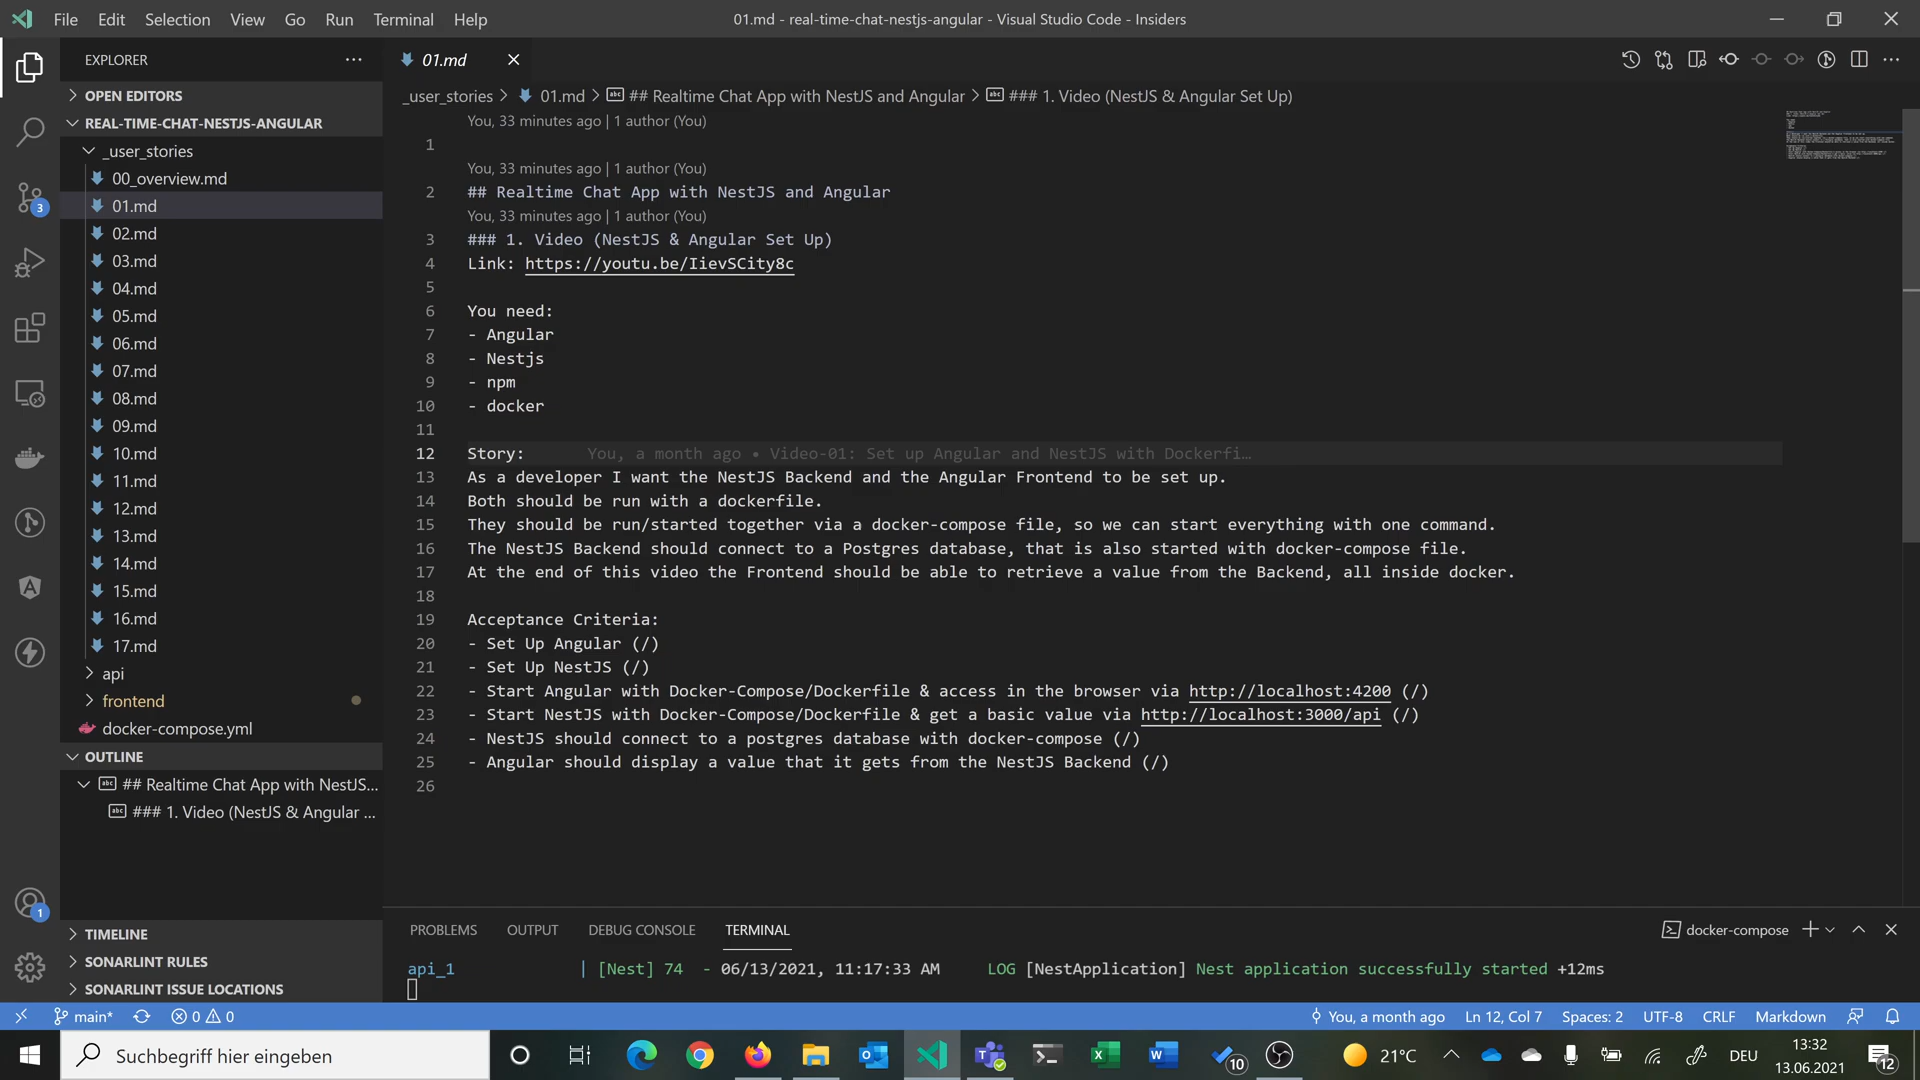 File Edit Selection View Go Run Terminal Help
01.md - real-time-chat-nestjs-angular - Visual Studio Code - Insiders
EXPLORER
OPEN EDITORS
REAL-TIME-CHAT-NESTJS-ANGULAR
_user_stories
00_overview.md
01.md
02.md
03.md
04.md
05.md
06.md
07.md
08.md
09.md
10.md
11.md
12.md
13.md
14.md
15.md
16.md
17.md
api
frontend
docker-compose.yml
OUTLINE
## Realtime Chat App with NestJS...
### 1. Video (NestJS & Angular ...
TIMELINE
SONARLINT RULES
SONARLINT ISSUE LOCATIONS
3
1
01.md
_user_stories > 01.md > ## Realtime Chat App with NestJS and Angular > ### 1. Video (NestJS & Angular Set Up)
You, 33 minutes ago | 1 author (You)
1
You, 33 minutes ago | 1 author (You)
2 ## Realtime Chat App with NestJS and Angular
You, 33 minutes ago | 1 author (You)
3 ### 1. Video (NestJS & Angular Set Up)
4 Link: https://youtu.be/IievSCity8c
5
6 You need:
7 - Angular
8 - Nestjs
9 - npm
10 - docker
11
12 Story: You, a month ago • Video-01: Set up Angular and NestJS with Dockerfi…
13 As a developer I want the NestJS Backend and the Angular Frontend to be set up.
14 Both should be run with a dockerfile.
15 They should be run/started together via a docker-compose file, so we can start everything with one command.
16 The NestJS Backend should connect to a Postgres database, that is also started with docker-compose file.
17 At the end of this video the Frontend should be able to retrieve a value from the Backend, all inside docker.
18
19 Acceptance Criteria:
20 - Set Up Angular (/)
21 - Set Up NestJS (/)
22 - Start Angular with Docker-Compose/Dockerfile & access in the browser via http://localhost:4200 (/)
23 - Start NestJS with Docker-Compose/Dockerfile & get a basic value via http://localhost:3000/api (/)
24 - NestJS should connect to a postgres database with docker-compose (/)
25 - Angular should display a value that it gets from the NestJS Backend (/)
26
PROBLEMS OUTPUT DEBUG CONSOLE TERMINAL
docker-compose
api_1 | [Nest] 74 - 06/13/2021, 11:17:33 AM LOG [NestApplication] Nest application successfully started +12ms
main* 0 0
You, a month ago Ln 12, Col 7 Spaces: 2 UTF-8 CRLF Markdown
Suchbegriff hier eingeben
10
21°C
DEU
13:32
13.06.2021
12